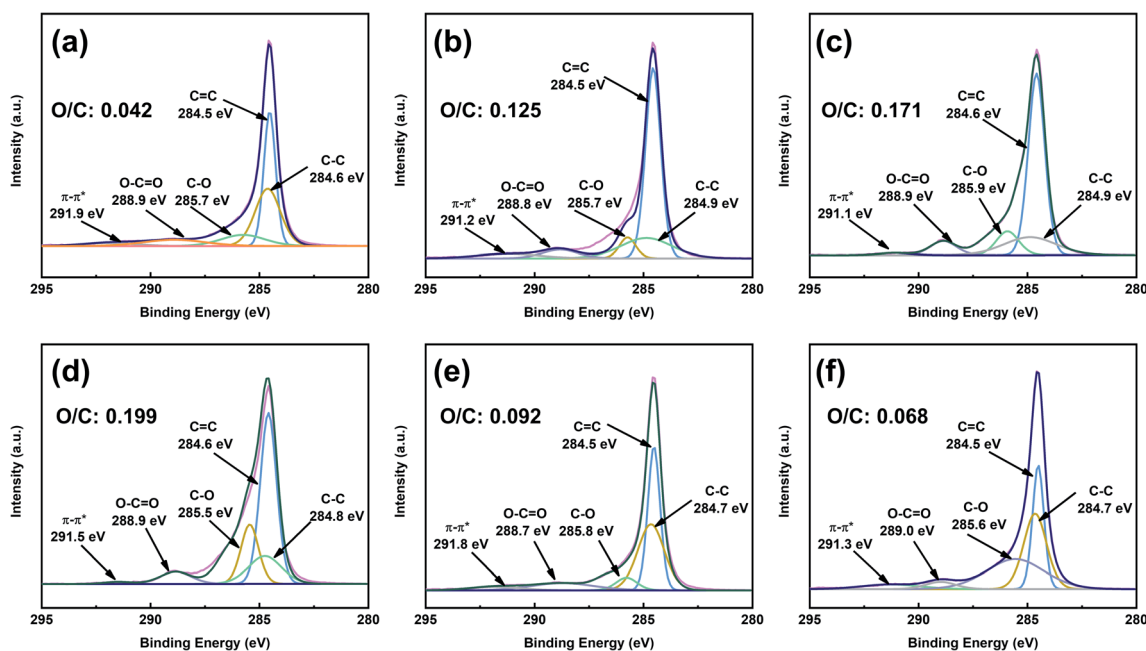 (a)
O/C: 0.042
C=C
284.5 eV
C-C
284.6 eV
C-O
285.7 eV
O-C=O
288.9 eV
π-π*
291.9 eV
Intensity (a.u.)
295
290
285
280
Binding Energy (eV)
(b)
O/C: 0.125
C=C
284.5 eV
C-C
284.9 eV
C-O
285.7 eV
O-C=O
288.8 eV
π-π*
291.2 eV
Intensity (a.u.)
295
290
285
280
Binding Energy (eV)
(c)
O/C: 0.171
C=C
284.6 eV
C-C
284.9 eV
C-O
285.9 eV
O-C=O
288.9 eV
π-π*
291.1 eV
Intensity (a.u.)
295
290
285
280
Binding Energy (eV)
(d)
O/C: 0.199
C=C
284.6 eV
C-C
284.8 eV
C-O
285.5 eV
O-C=O
288.9 eV
π-π*
291.5 eV
Intensity (a.u.)
295
290
285
280
Binding Energy (eV)
(e)
O/C: 0.092
C=C
284.5 eV
C-C
284.7 eV
C-O
285.8 eV
O-C=O
288.7 eV
π-π*
291.8 eV
Intensity (a.u.)
295
290
285
280
Binding Energy (eV)
(f)
O/C: 0.068
C=C
284.5 eV
C-C
284.7 eV
C-O
285.6 eV
O-C=O
289.0 eV
π-π*
291.3 eV
Intensity (a.u.)
295
290
285
280
Binding Energy (eV)